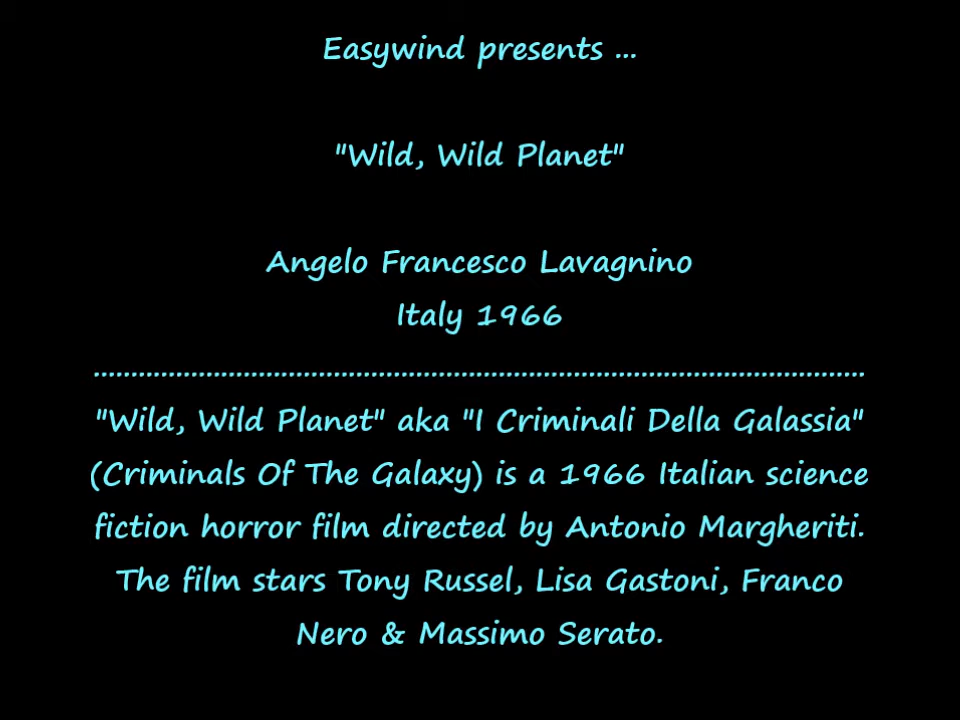 Easywind presents ...
"Wild, Wild Planet"
Angelo Francesco Lavagnino
Italy 1966
..........................................................................................................
"Wild, Wild Planet" aka "I Criminali Della Galassia"
(Criminals Of The Galaxy) is a 1966 Italian science
fiction horror film directed by Antonio Margheriti.
The film stars Tony Russel, Lisa Gastoni, Franco
Nero & Massimo Serato.